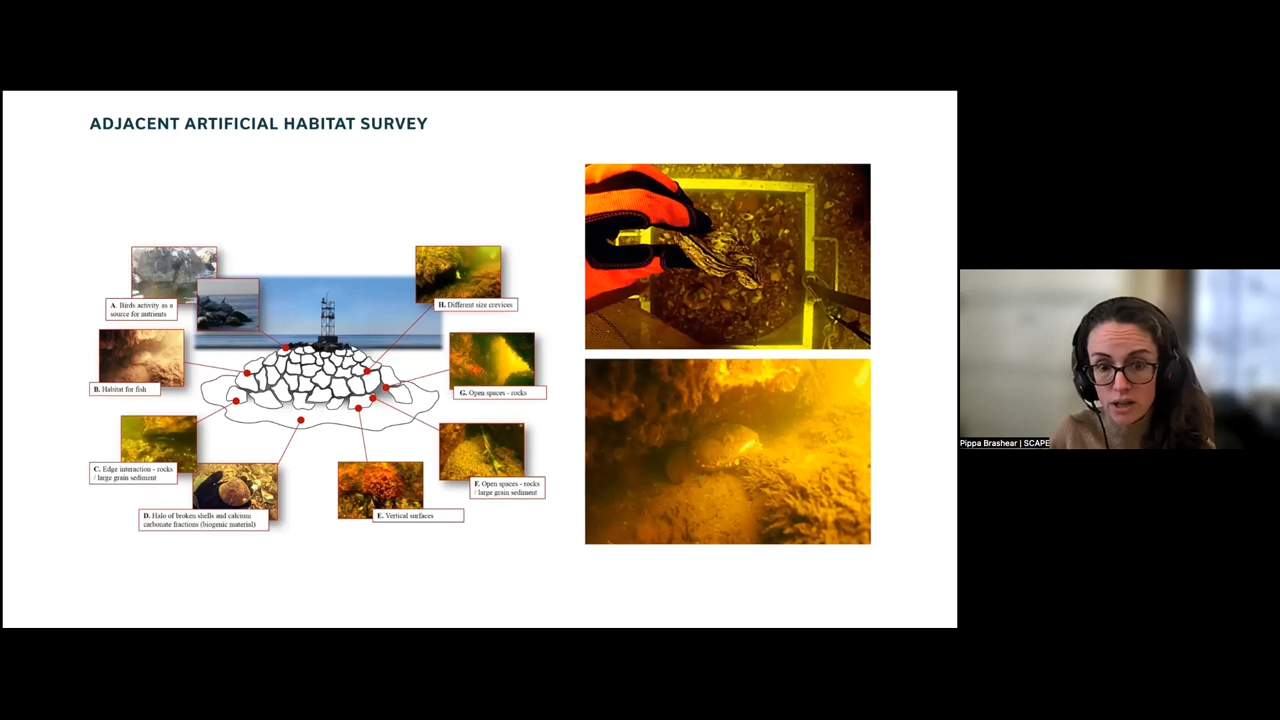 ADJACENT ARTIFICIAL HABITAT SURVEY
A. Birds activity as a
source for nutrients
B. Habitat for fish
C. Edge interaction - rocks
/ large grain sediment
D. Halo of broken shells and calcium
carbonate fractions (biogenic material)
E. Vertical surfaces
F. Open spaces - rocks
/ large grain sediment
G. Open spaces - rocks
H. Different size crevices
Pippa Brashear | SCAPE